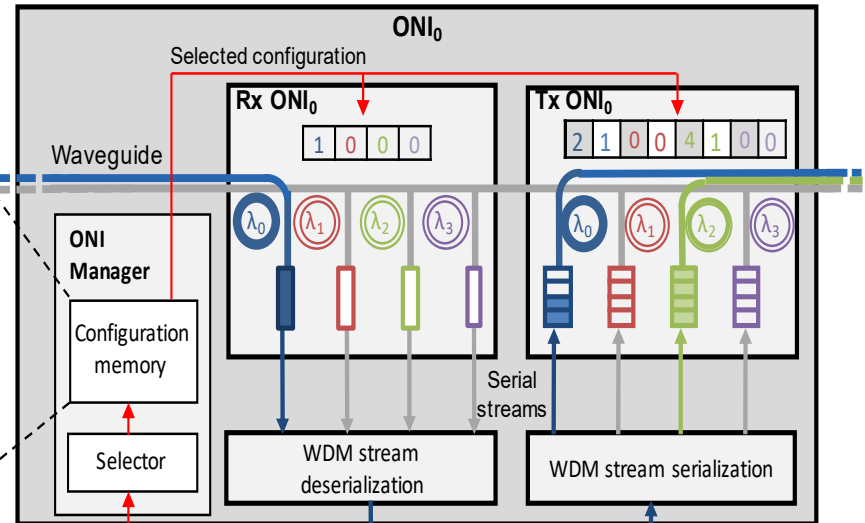 ONI₀
Selected configuration
Rx ONI₀
Tx ONI₀
1 0 0 0
2 1 0 0 4 1 0 0
Waveguide
λ₀ λ₁ λ₂ λ₃
λ₀ λ₁ λ₂ λ₃
ONI
Manager
Configuration
memory
Serial
streams
Selector
WDM stream
deserialization
WDM stream serialization